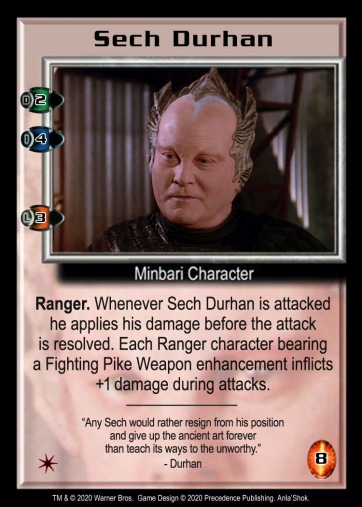 Sech Durhan
D 2
I 4
L 3
Minbari Character
Ranger. Whenever Sech Durhan is attacked
he applies his damage before the attack
is resolved. Each Ranger character bearing
a Fighting Pike Weapon enhancement inflicts
+1 damage during attacks.
“Any Sech would rather resign from his position
and give up the ancient art forever
than teach its ways to the unworthy.”
- Durhan
8
TM & © 2020 Warner Bros. Game Design © 2020 Precedence Publishing. Anla'Shok.